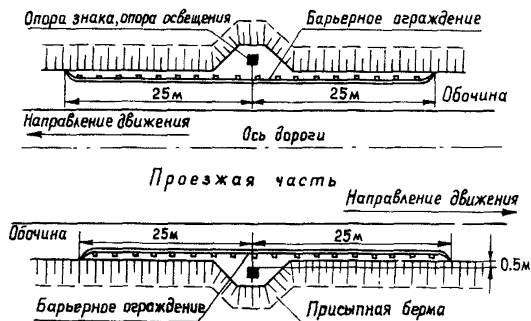 Опора знака, опора освещения
Барьерное ограждение
25м 25м
Обочина
Направление движения
Ось дороги
Проезжая часть
Направление движения
Обочина 25м 25м
0.5м
Барьерное ограждение Присыпная берма